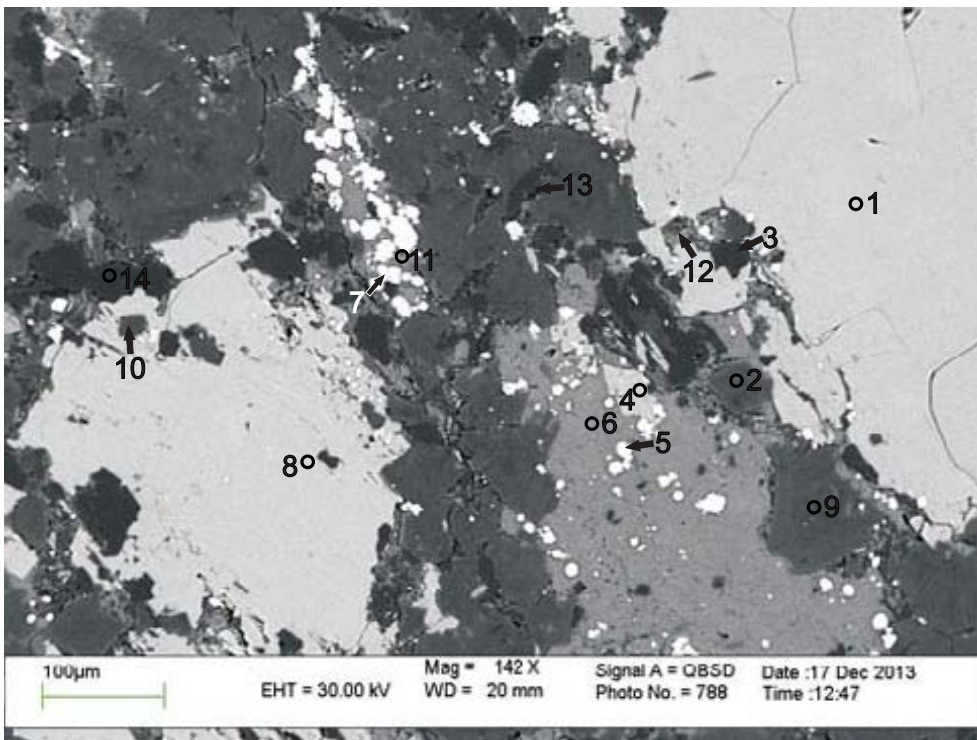 1
13
3
12
11
14
7
10
2
4
6
5
8
9
100µm
EHT = 30.00 kV
Mag = 142 X
WD = 20 mm
Signal A = QBSD
Photo No. = 788
Date :17 Dec 2013
Time :12:47